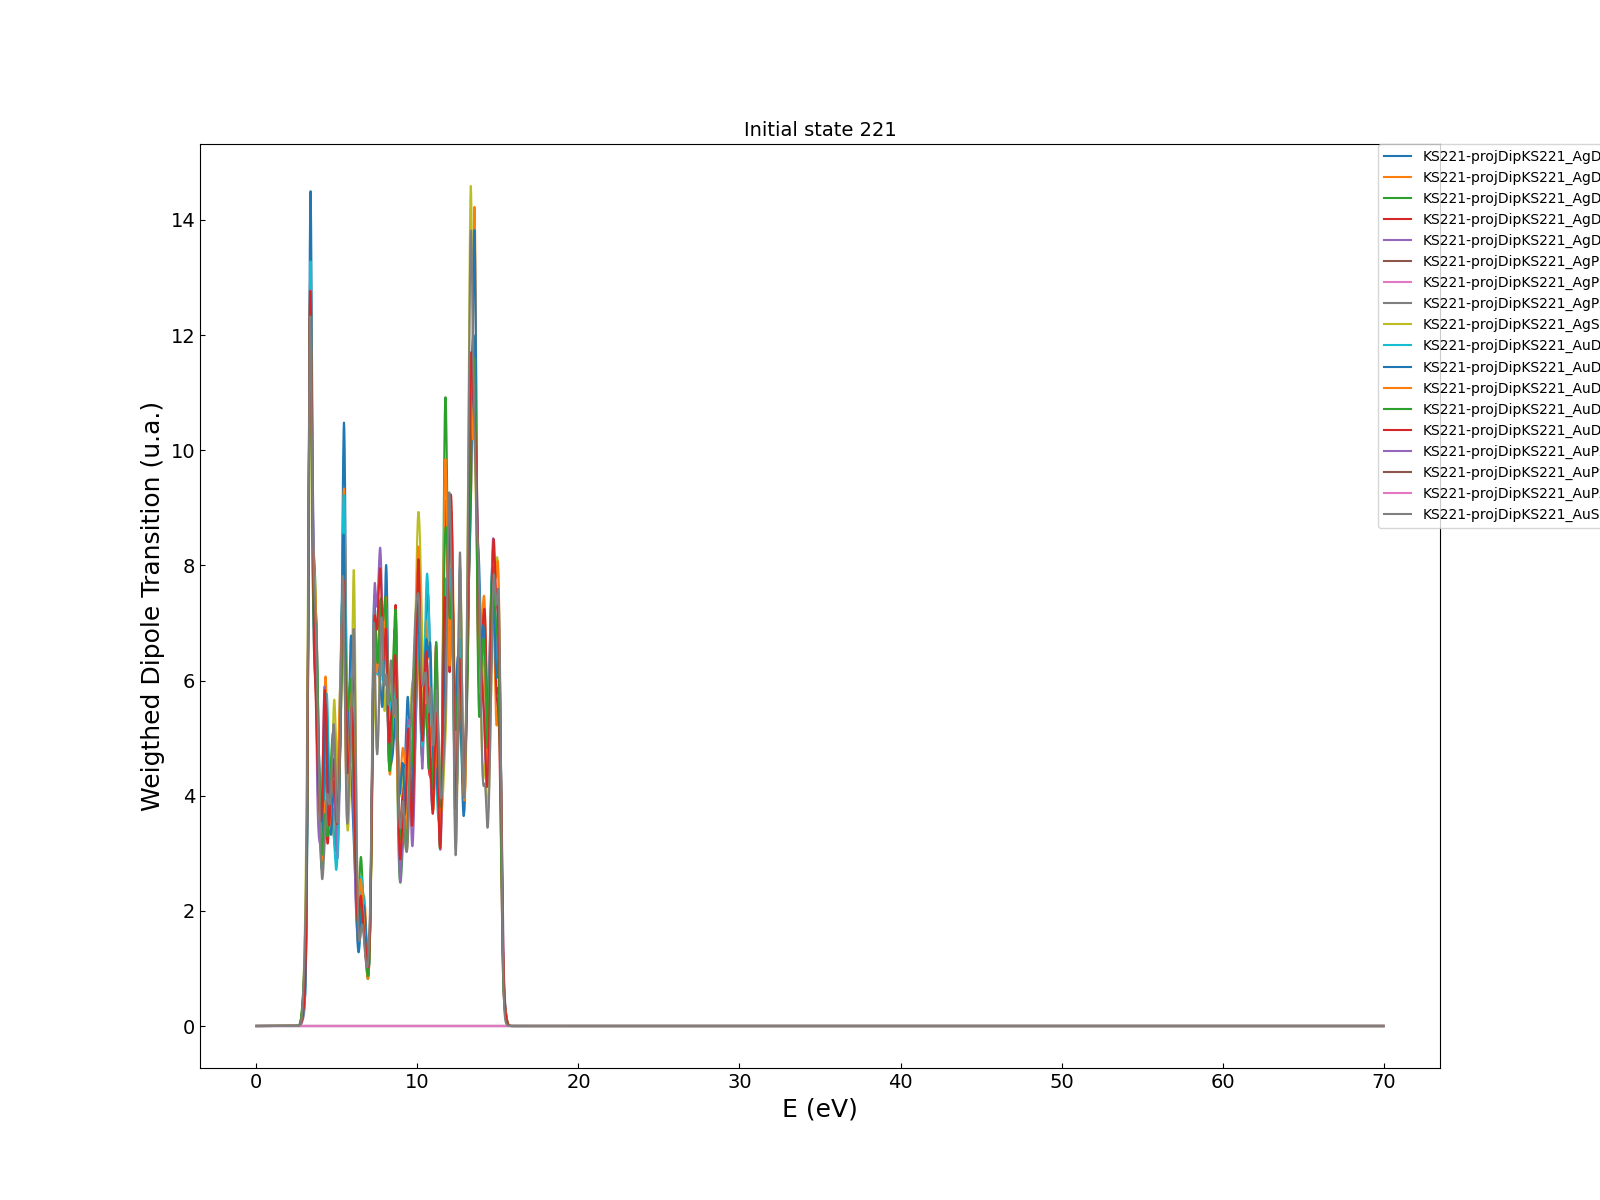 Initial state 221
Weigthed Dipole Transition (u.a.)
14
12
10
8
6
4
2
0
0 10 20 30 40 50 60 70
E (eV)
KS221-projDipKS221_AgD
KS221-projDipKS221_AgD
KS221-projDipKS221_AgD
KS221-projDipKS221_AgD
KS221-projDipKS221_AgD
KS221-projDipKS221_AgP
KS221-projDipKS221_AgP
KS221-projDipKS221_AgP
KS221-projDipKS221_AgS
KS221-projDipKS221_AuD
KS221-projDipKS221_AuD
KS221-projDipKS221_AuD
KS221-projDipKS221_AuD
KS221-projDipKS221_AuD
KS221-projDipKS221_AuP
KS221-projDipKS221_AuP
KS221-projDipKS221_AuP
KS221-projDipKS221_AuS